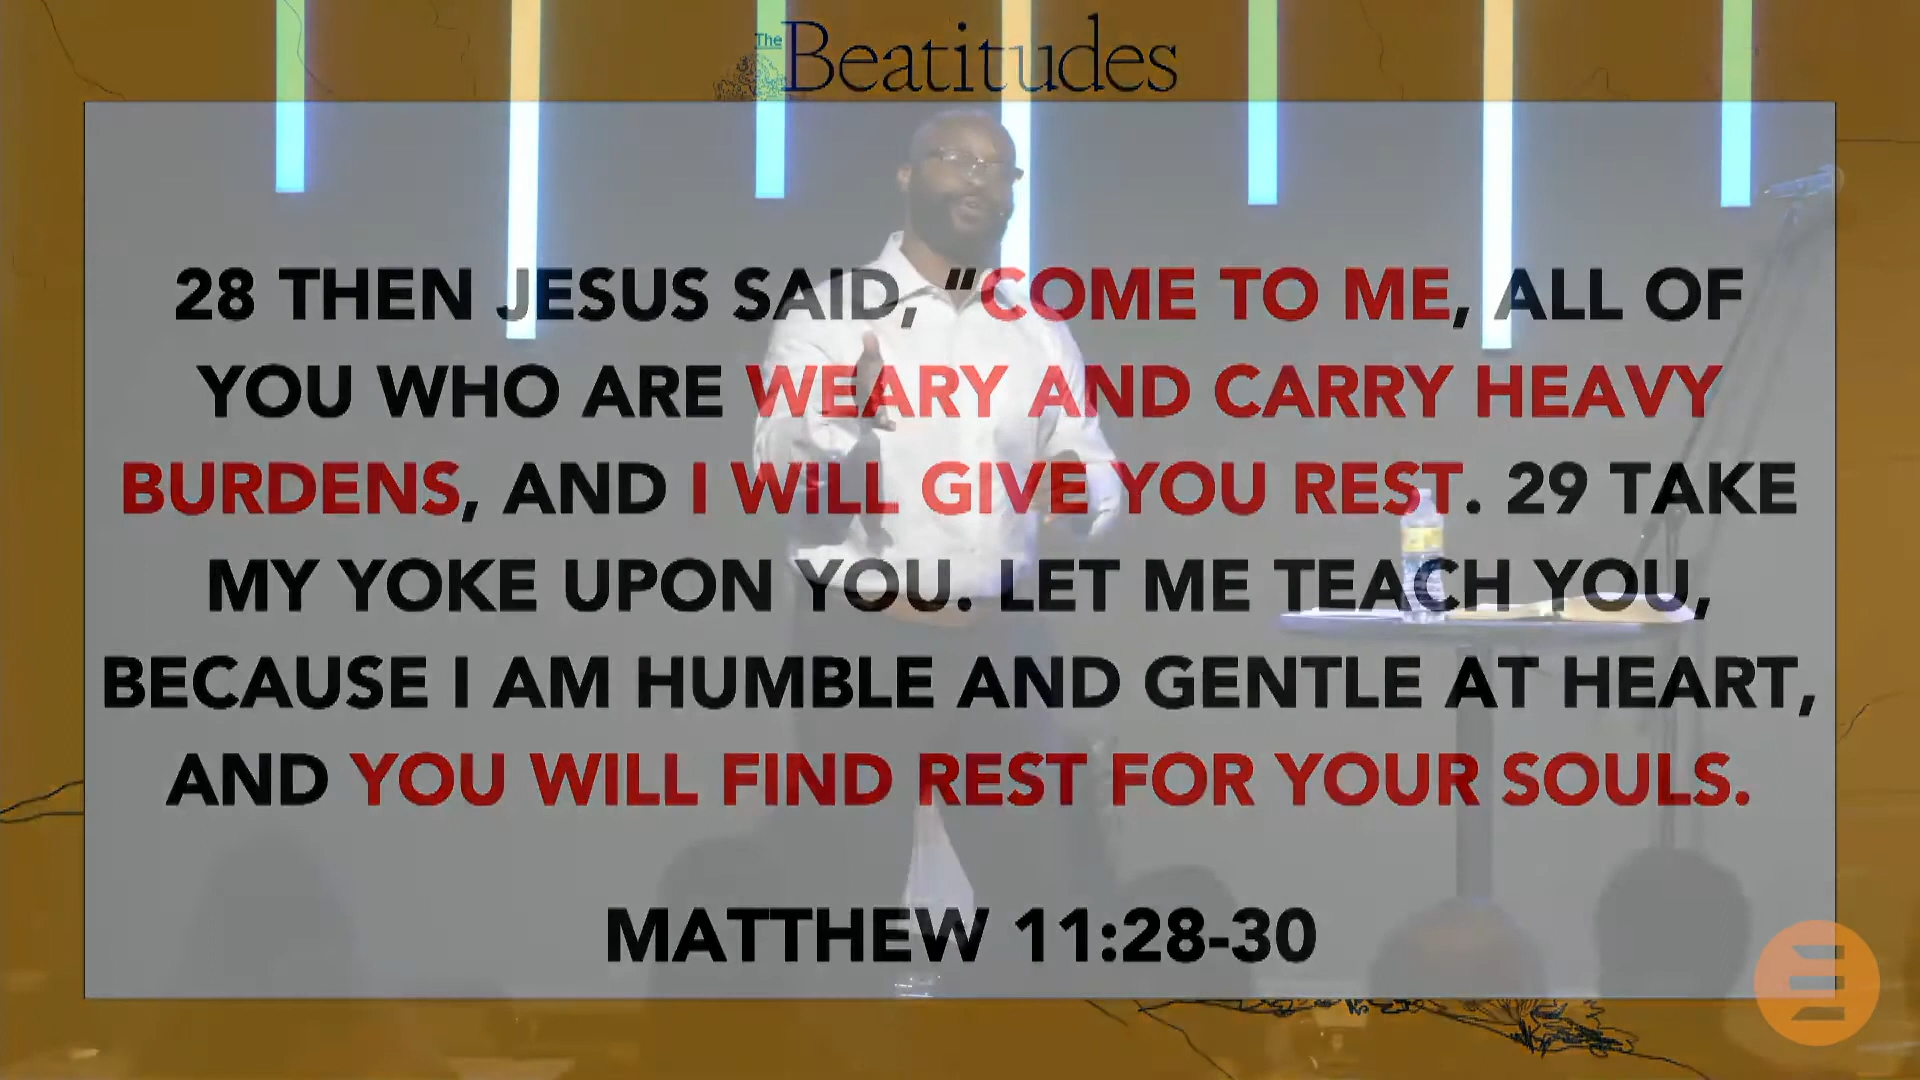 The
Beatitudes
28 THEN JESUS SAID, “COME TO ME, ALL OF
YOU WHO ARE WEARY AND CARRY HEAVY
BURDENS, AND I WILL GIVE YOU REST. 29 TAKE
MY YOKE UPON YOU. LET ME TEACH YOU,
BECAUSE I AM HUMBLE AND GENTLE AT HEART,
AND YOU WILL FIND REST FOR YOUR SOULS.
MATTHEW 11:28-30